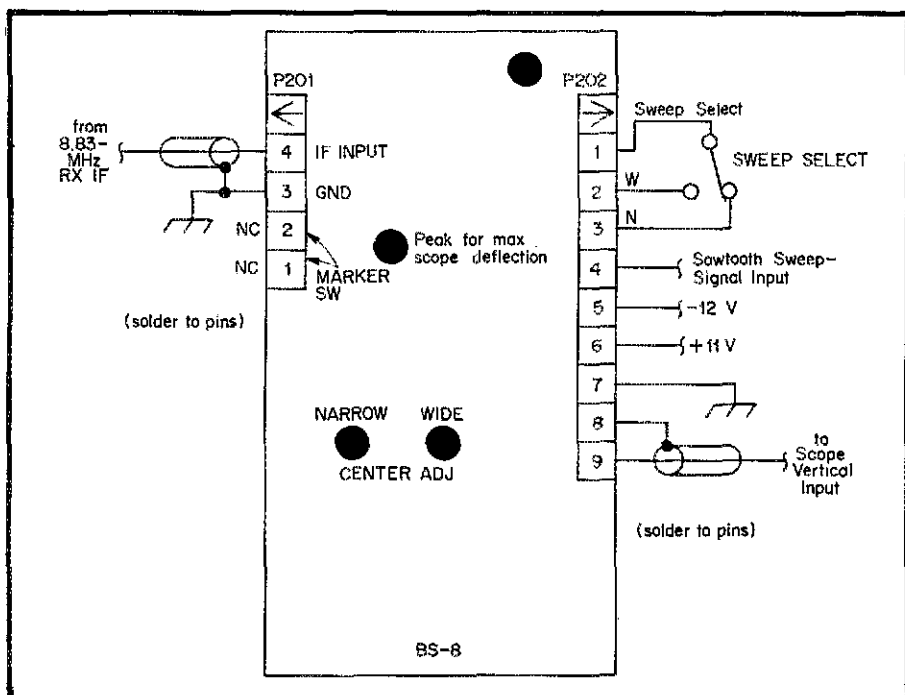 P201
P202
from
8.83-
MHz
RX IF
4 IF INPUT
3 GND
NC 2
NC 1
MARKER
SW
(solder to pins)
Peak for max
scope deflection
NARROW WIDE
CENTER ADJ
BS-8
1 Sweep Select
SWEEP SELECT
2 W
3 N
4 Sawtooth Sweep-
Signal Input
5 -12 V
6 +11 V
7
8
9
to
Scope
Vertical
Input
(solder to pins)